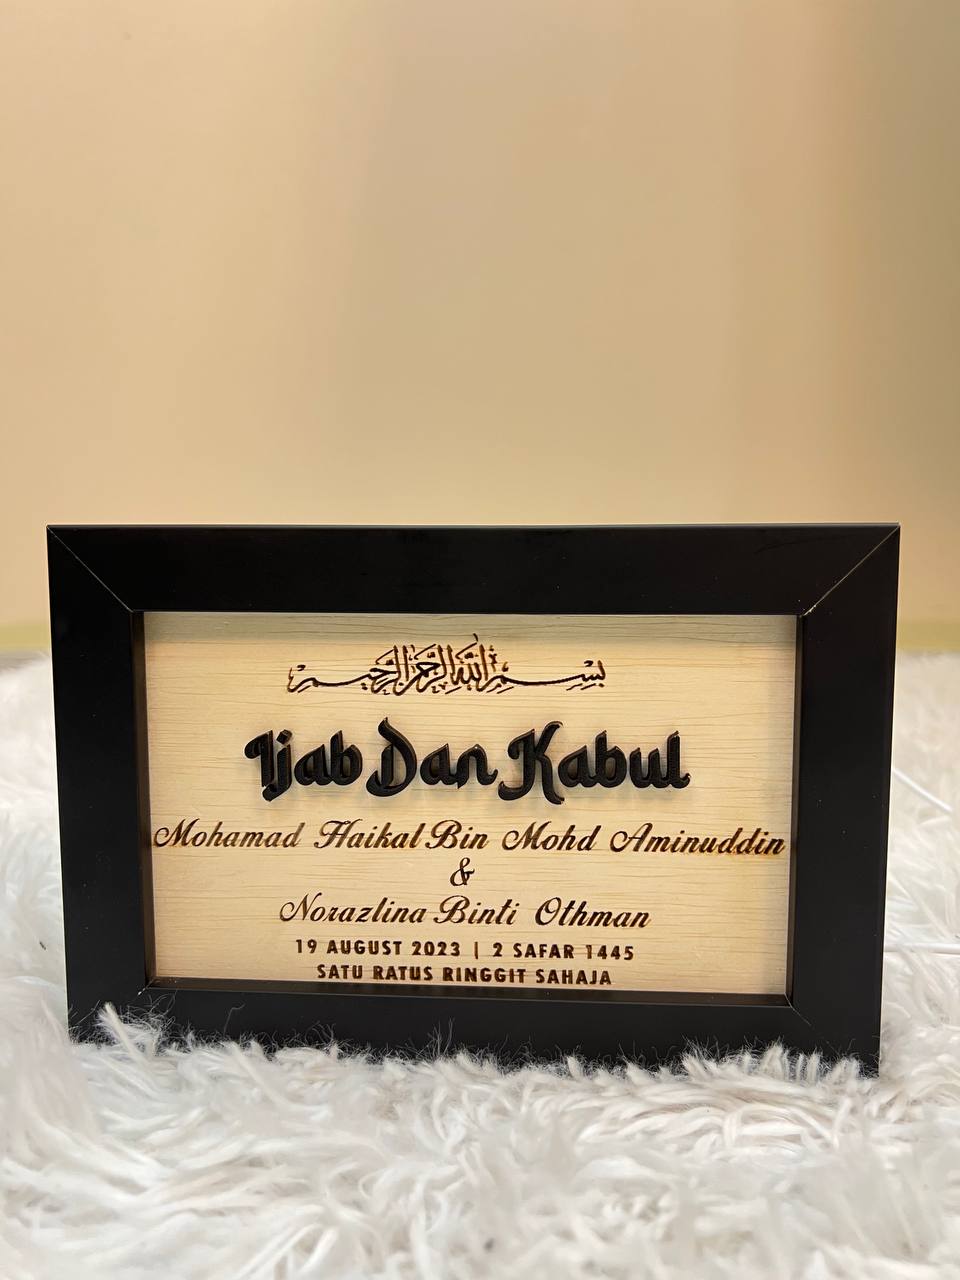 بسم الله الرحمن الرحيم
Ijab Dan Kabul
Mohamad Haikal Bin Mohd Aminuddin
&
Norazlina Binti Othman
19 AUGUST 2023 | 2 SAFAR 1445
SATU RATUS RINGGIT SAHAJA